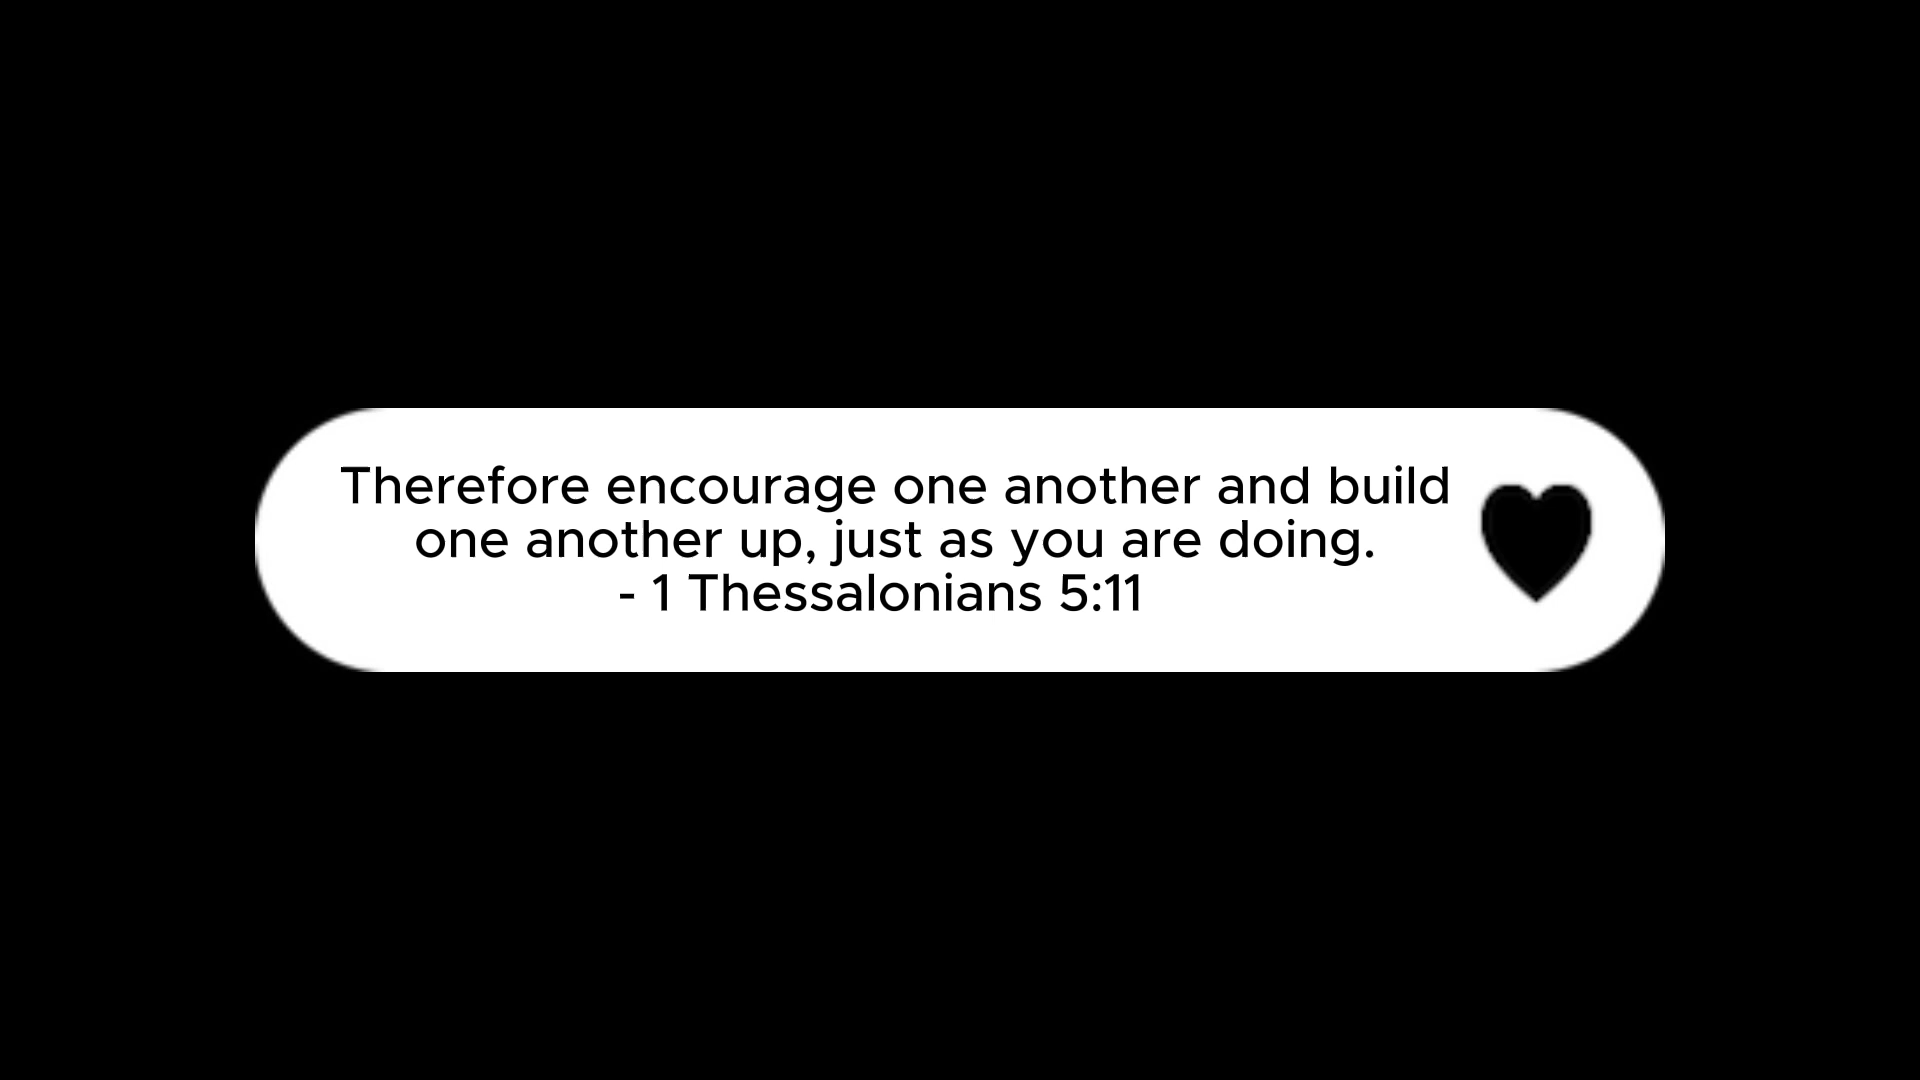 Therefore encourage one another and build
one another up, just as you are doing.
- 1 Thessalonians 5:11